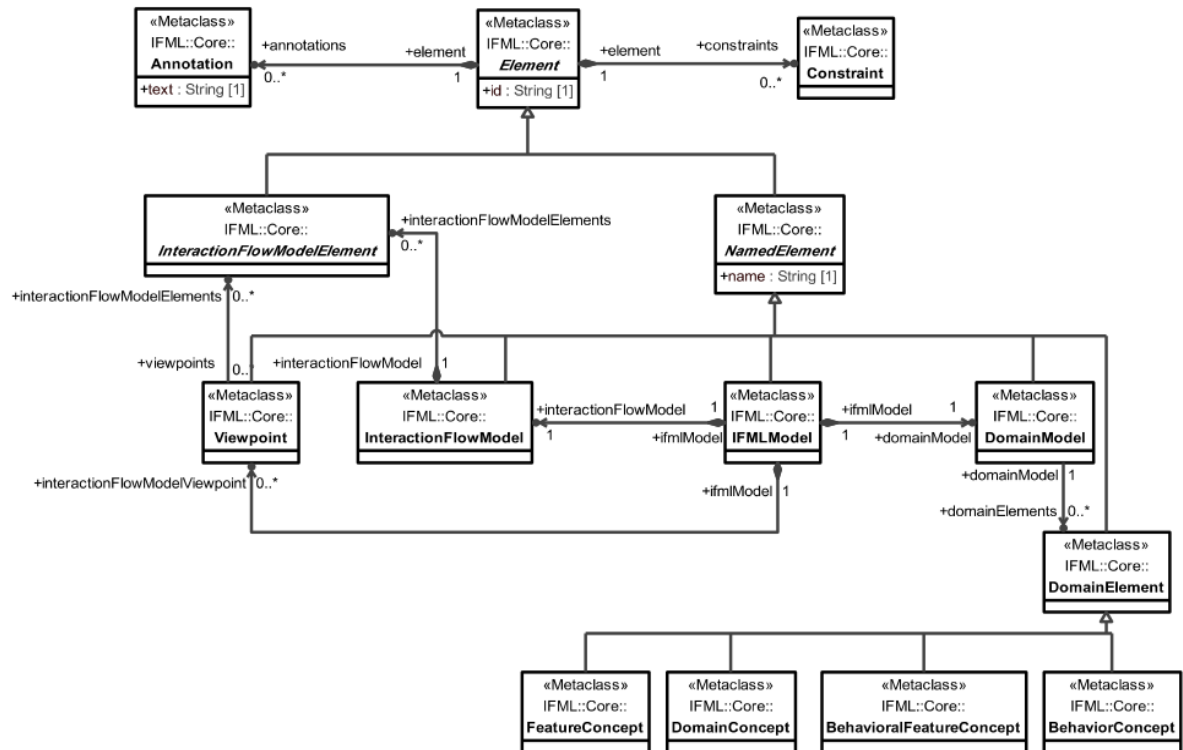 «Metaclass»
IFML::Core::
Annotation
+text : String [1]
+annotations
0..*
+element
1
«Metaclass»
IFML::Core::
Element
+id : String [1]
+element
1
+constraints
0..*
«Metaclass»
IFML::Core::
Constraint
«Metaclass»
IFML::Core::
InteractionFlowModelElement
+interactionFlowModelElements
0..*
«Metaclass»
IFML::Core::
NamedElement
+name : String [1]
+interactionFlowModelElements
0..*
+viewpoints
0..
+interactionFlowModel
1
«Metaclass»
IFML::Core::
Viewpoint
«Metaclass»
IFML::Core::
InteractionFlowModel
+interactionFlowModel
1
1
+ifmlModel
«Metaclass»
IFML::Core::
IFMLModel
+ifmlModel
1
1
+domainModel
«Metaclass»
IFML::Core::
DomainModel
+interactionFlowModelViewpoint
0..*
+ifmlModel
1
+domainModel
1
+domainElements
0..*
«Metaclass»
IFML::Core::
DomainElement
«Metaclass»
IFML::Core::
FeatureConcept
«Metaclass»
IFML::Core::
DomainConcept
«Metaclass»
IFML::Core::
BehavioralFeatureConcept
«Metaclass»
IFML::Core::
BehaviorConcept